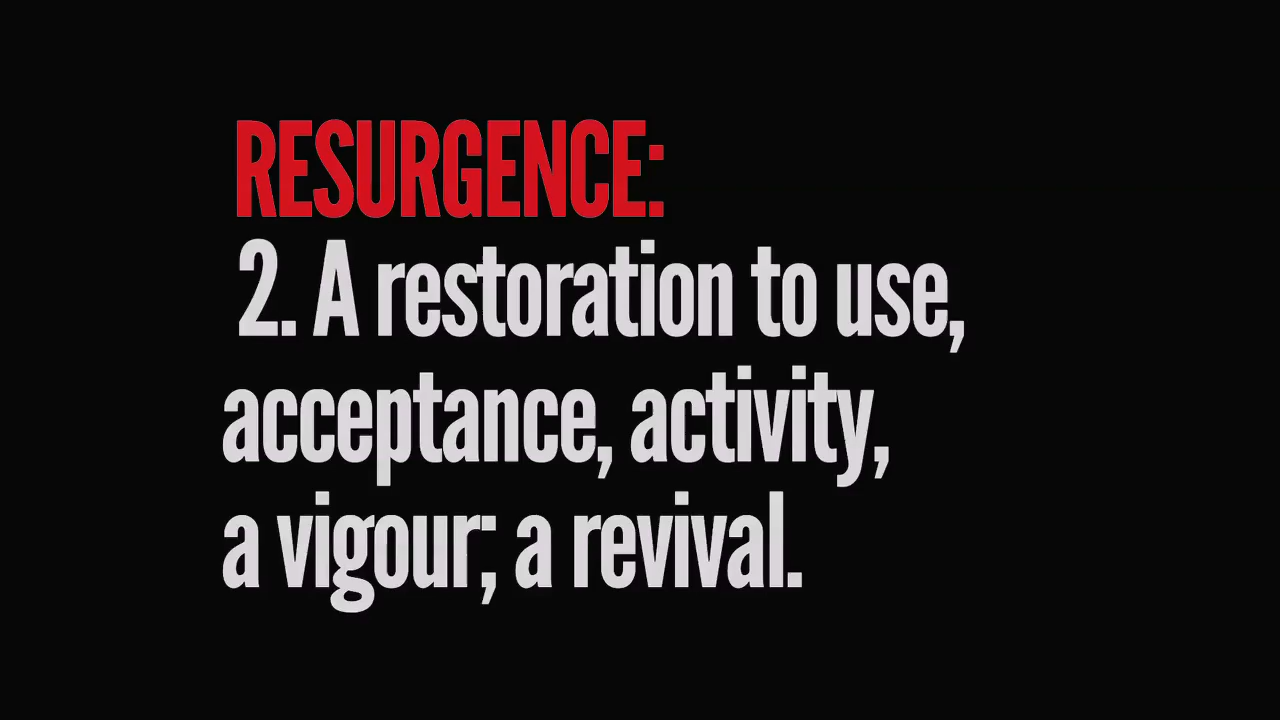 RESURGENCE:
2. A restoration to use,
acceptance, activity,
a vigour; a revival.